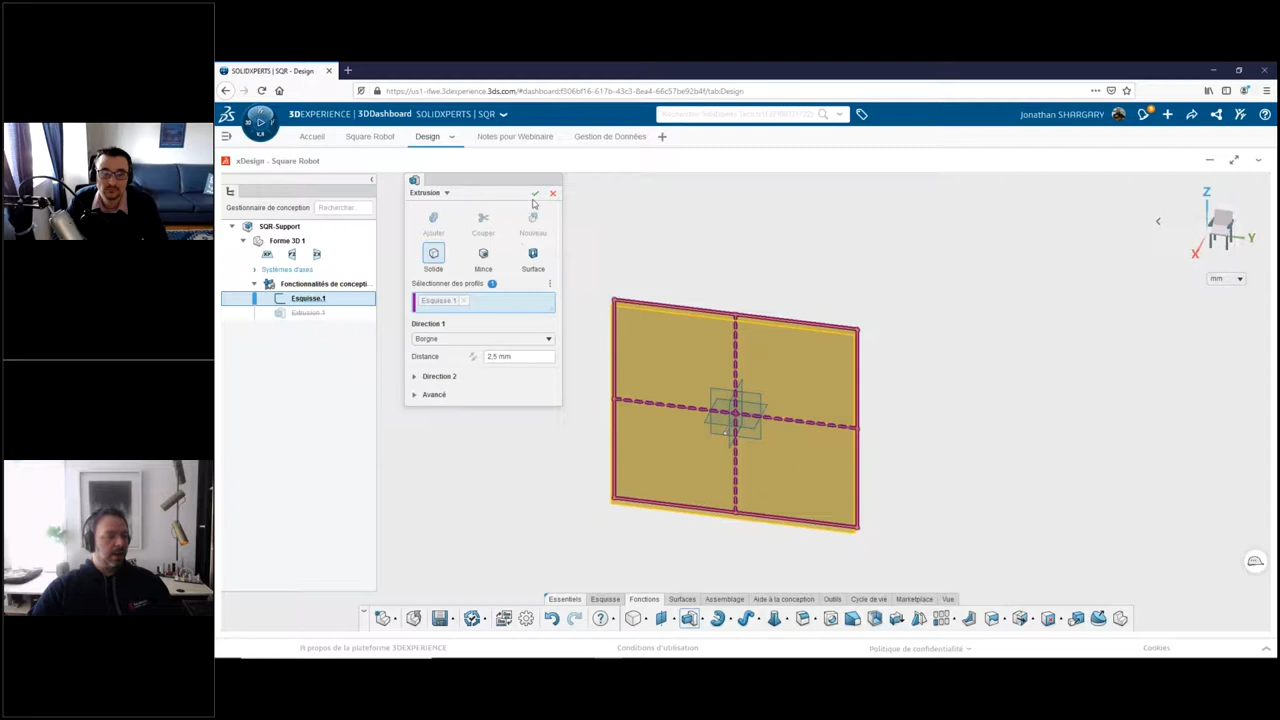 SOLIDXPERTS | SQR - Design
https://us1-ifwe.3dexperience.3ds.com/#dashboard:f306bf16-617b-43c3-8ea4-66c57be92b4f/tab:Design
3DEXPERIENCE | 3DDashboard SOLIDXPERTS | SQR
Jonathan SHARGARY
Accueil
Square Robot
Design
Notes pour Webinaire
Gestion de Données
xDesign - Square Robot
Gestionnaire de conception
Rechercher...
SQR-Support
Forme 3D 1
Systèmes d'axes
Fonctionnalités de concepti...
Esquisse.1
Extrusion.1
Extrusion
Ajouter
Couper
Nouveau
Solide
Mince
Surface
Sélectionner des profils 1
Esquisse.1
Direction 1
Borgne
Distance
2,5 mm
Direction 2
Avancé
Z
X
Y
mm
Essentiels
Esquisse
Fonctions
Surfaces
Assemblage
Aide à la conception
Outils
Cycle de vie
Marketplace
Vue
A propos de la plateforme 3DEXPERIENCE
Conditions d'utilisation
Politique de confidentialité
Cookies